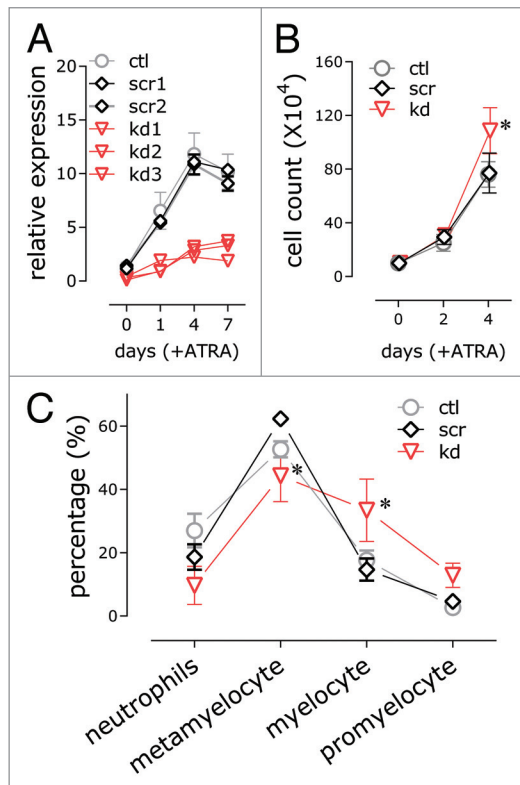 A
ctl
scr1
scr2
kd1
kd2
kd3
relative expression
20
15
10
5
0
0 1 4 7
days (+ATRA)
B
ctl
scr
kd
cell count (X10⁴)
160
120
80
40
0
*
0 2 4
days (+ATRA)
C
ctl
scr
kd
percentage (%)
60
40
20
0
*
*
neutrophils
metamyelocyte
myelocyte
promyelocyte